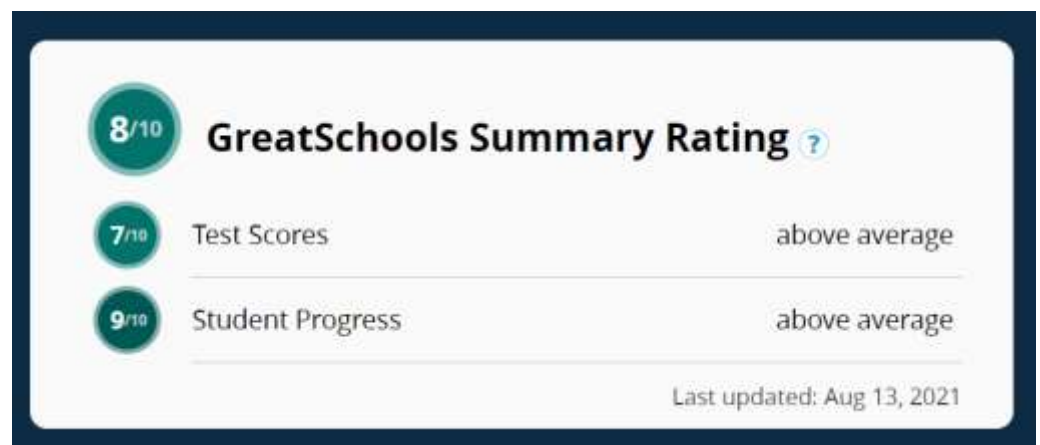 8/10 GreatSchools Summary Rating ?
7/10 Test Scores above average
9/10 Student Progress above average
Last updated: Aug 13, 2021